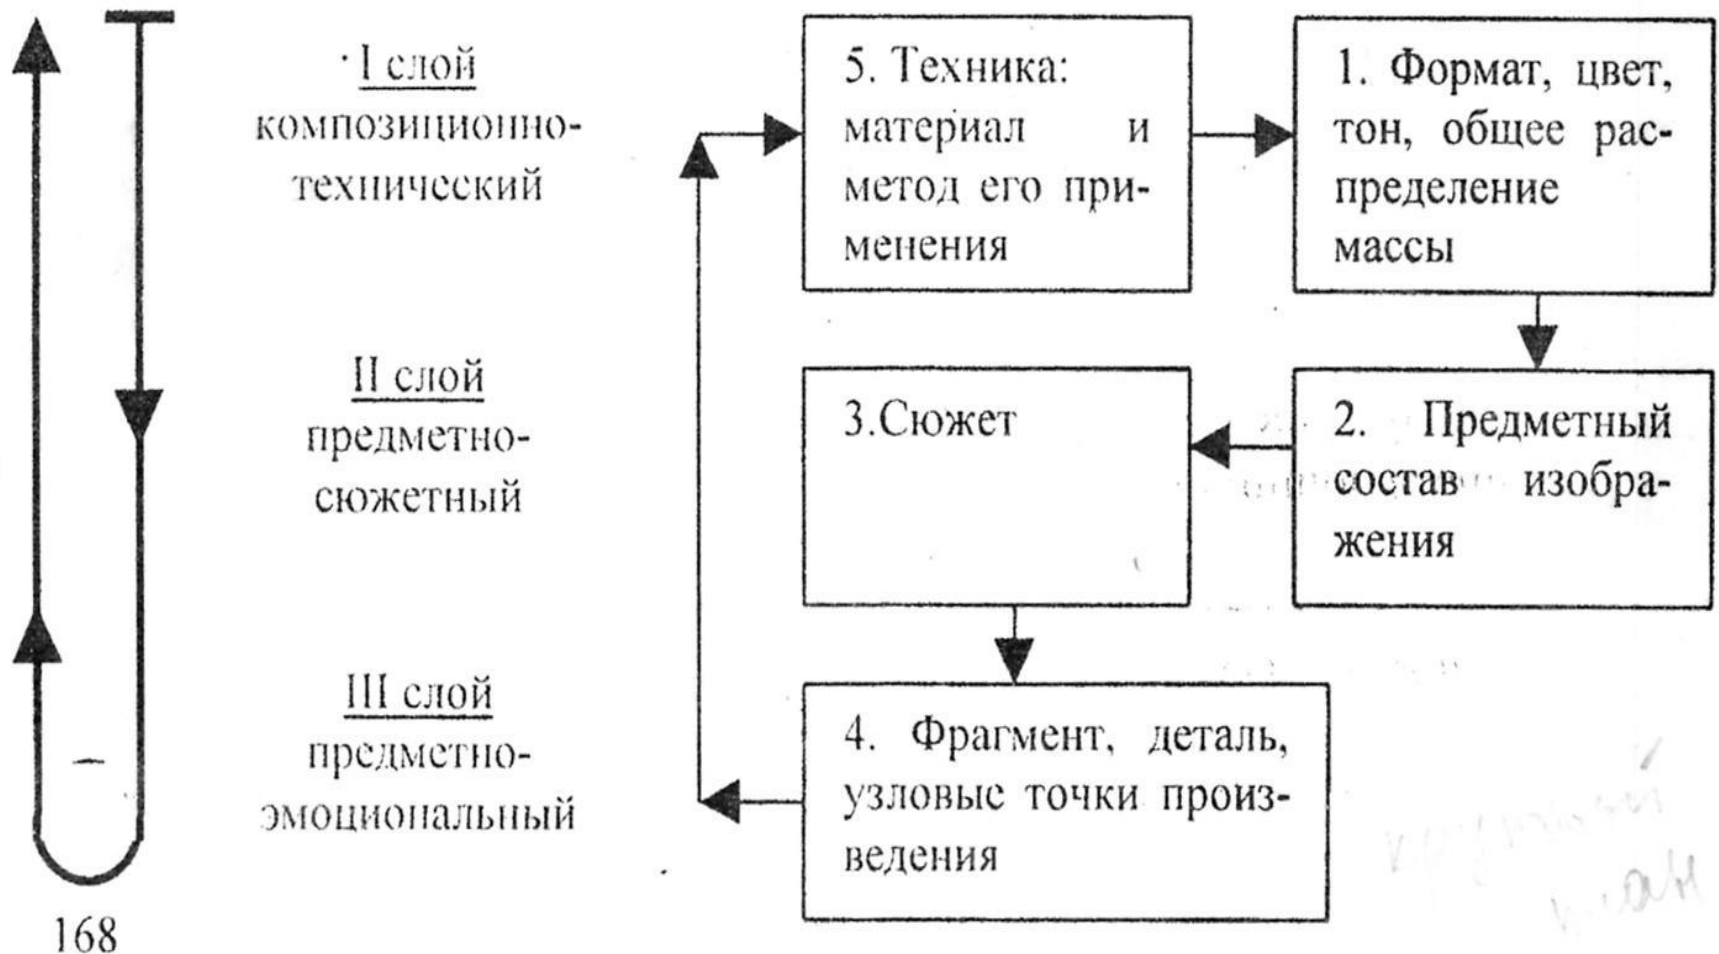 I слой
композиционно-
технический
5. Техника:
материал и
метод его при-
менения
1. Формат, цвет,
тон, общее рас-
пределение
массы
II слой
предметно-
сюжетный
3.Сюжет
2. Предметный
состав изобра-
жения
III слой
предметно-
эмоциональный
4. Фрагмент, деталь,
узловые точки произ-
ведения
168